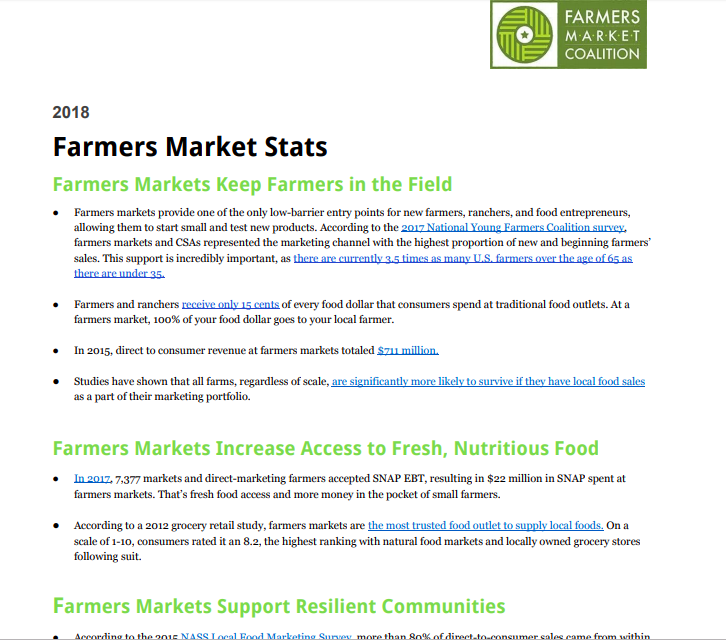 FARMERS
M·A·R·K·E·T
COALITION
2018
Farmers Market Stats
Farmers Markets Keep Farmers in the Field
• Farmers markets provide one of the only low-barrier entry points for new farmers, ranchers, and food entrepreneurs,
allowing them to start small and test new products. According to the 2017 National Young Farmers Coalition survey,
farmers markets and CSAs represented the marketing channel with the highest proportion of new and beginning farmers'
sales. This support is incredibly important, as there are currently 3.5 times as many U.S. farmers over the age of 65 as
there are under 35.
• Farmers and ranchers receive only 15 cents of every food dollar that consumers spend at traditional food outlets. At a
farmers market, 100% of your food dollar goes to your local farmer.
• In 2015, direct to consumer revenue at farmers markets totaled $711 million.
• Studies have shown that all farms, regardless of scale, are significantly more likely to survive if they have local food sales
as a part of their marketing portfolio.
Farmers Markets Increase Access to Fresh, Nutritious Food
• In 2017, 7,377 markets and direct-marketing farmers accepted SNAP EBT, resulting in $22 million in SNAP spent at
farmers markets. That's fresh food access and more money in the pocket of small farmers.
• According to a 2012 grocery retail study, farmers markets are the most trusted food outlet to supply local foods. On a
scale of 1-10, consumers rated it an 8.2, the highest ranking with natural food markets and locally owned grocery stores
following suit.
Farmers Markets Support Resilient Communities
• According to the 2015 NASS Local Food Marketing Survey, more than 80% of direct-to-consumer sales came from within